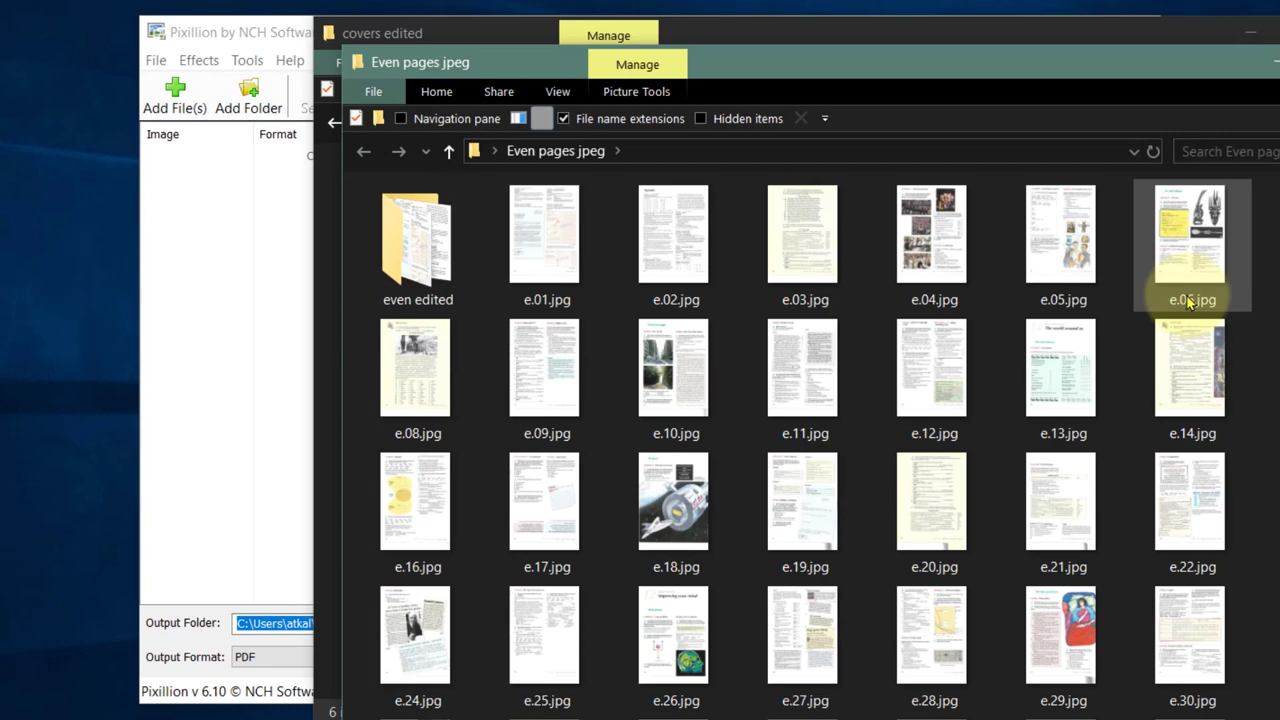 Pixillion by NCH Softwa
File Effects Tools Help
Add File(s) Add Folder Se
Image Format
Output Folder: C:\Users\atkal\
Output Format: PDF
Pixillion v 6.10 © NCH Softwa
covers edited
Manage
Even pages jpeg
Manage
File Home Share View Picture Tools
Navigation pane File name extensions Hidden items
Even pages jpeg Search Even pag
even edited e.01.jpg e.02.jpg e.03.jpg e.04.jpg e.05.jpg e.06.jpg
e.08.jpg e.09.jpg e.10.jpg e.11.jpg e.12.jpg e.13.jpg e.14.jpg
e.16.jpg e.17.jpg e.18.jpg e.19.jpg e.20.jpg e.21.jpg e.22.jpg
e.24.jpg e.25.jpg e.26.jpg e.27.jpg e.28.jpg e.29.jpg e.30.jpg
6 i